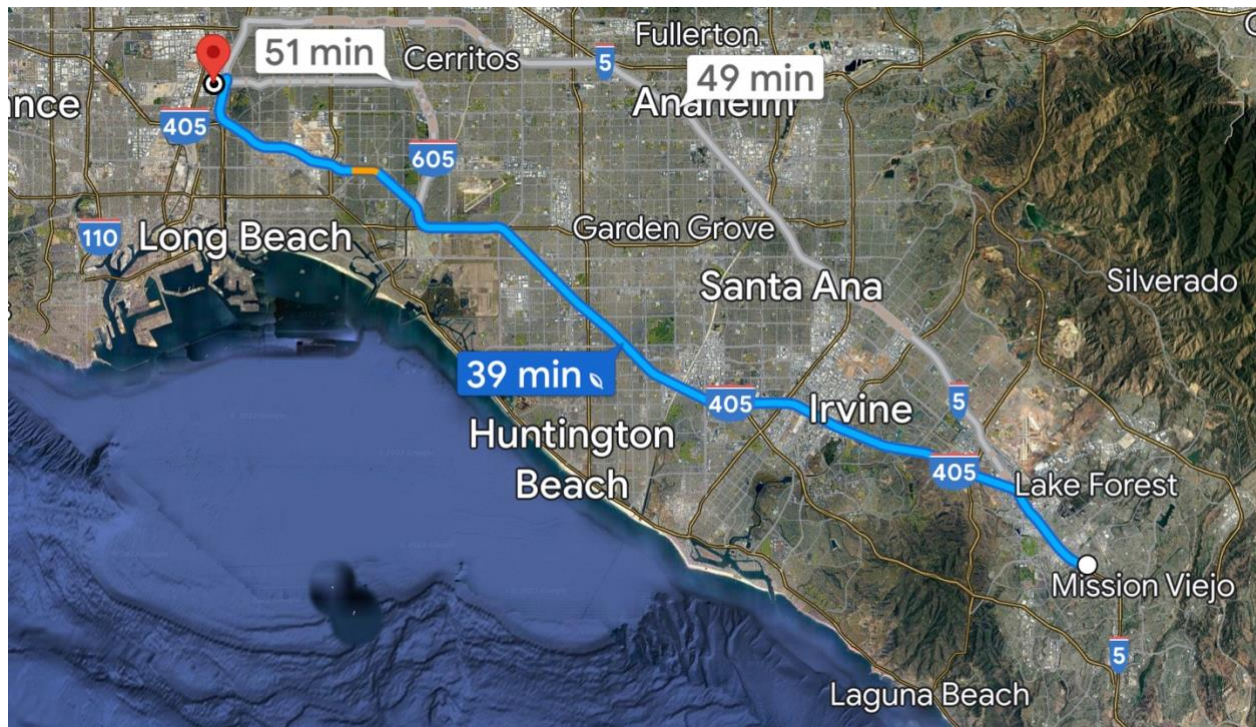 Fullerton
51 min
Cerritos
5
49 min
Anaheim
nce
405
605
110
Long Beach
Garden Grove
Santa Ana
Silverado
39 min
405
Irvine
5
Huntington
Beach
405
Lake Forest
Mission Viejo
5
Laguna Beach